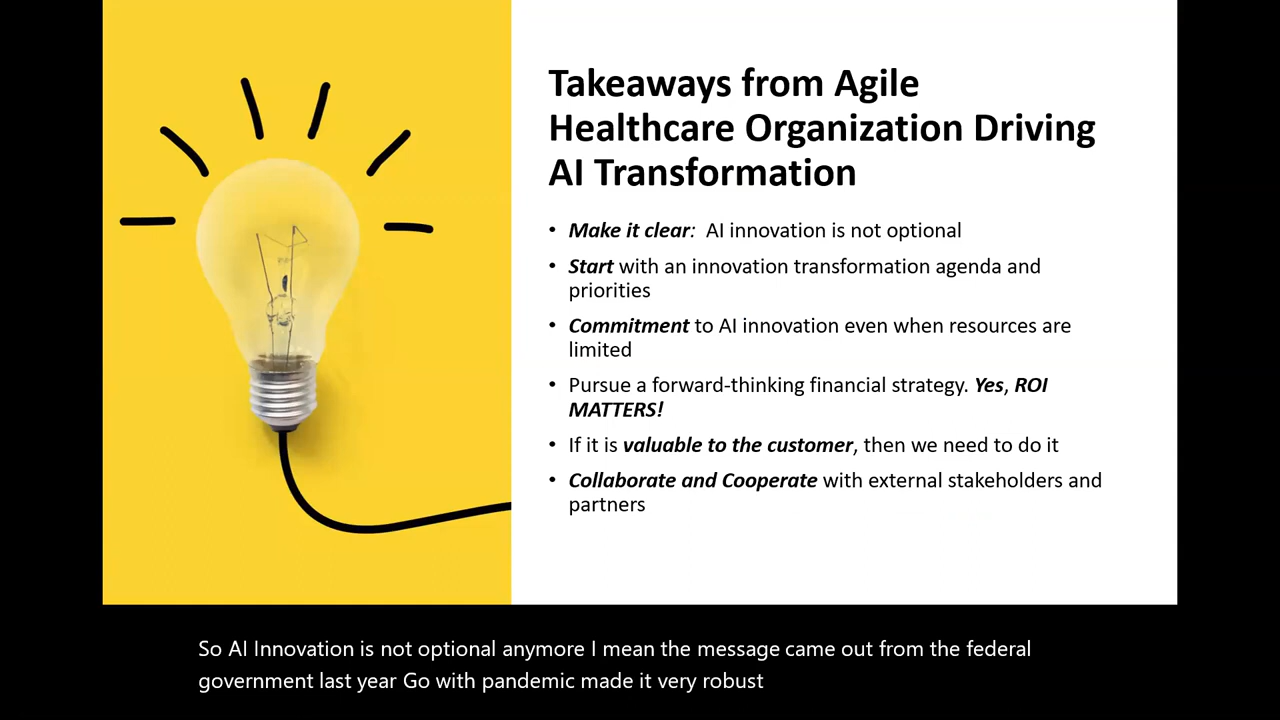 Takeaways from Agile
Healthcare Organization Driving
AI Transformation
• Make it clear:  AI innovation is not optional
• Start with an innovation transformation agenda and
priorities
• Commitment to AI innovation even when resources are
limited
• Pursue a forward-thinking financial strategy. Yes, ROI
MATTERS!
• If it is valuable to the customer, then we need to do it
• Collaborate and Cooperate with external stakeholders and
partners
So AI Innovation is not optional anymore I mean the message came out from the federal
government last year Go with pandemic made it very robust